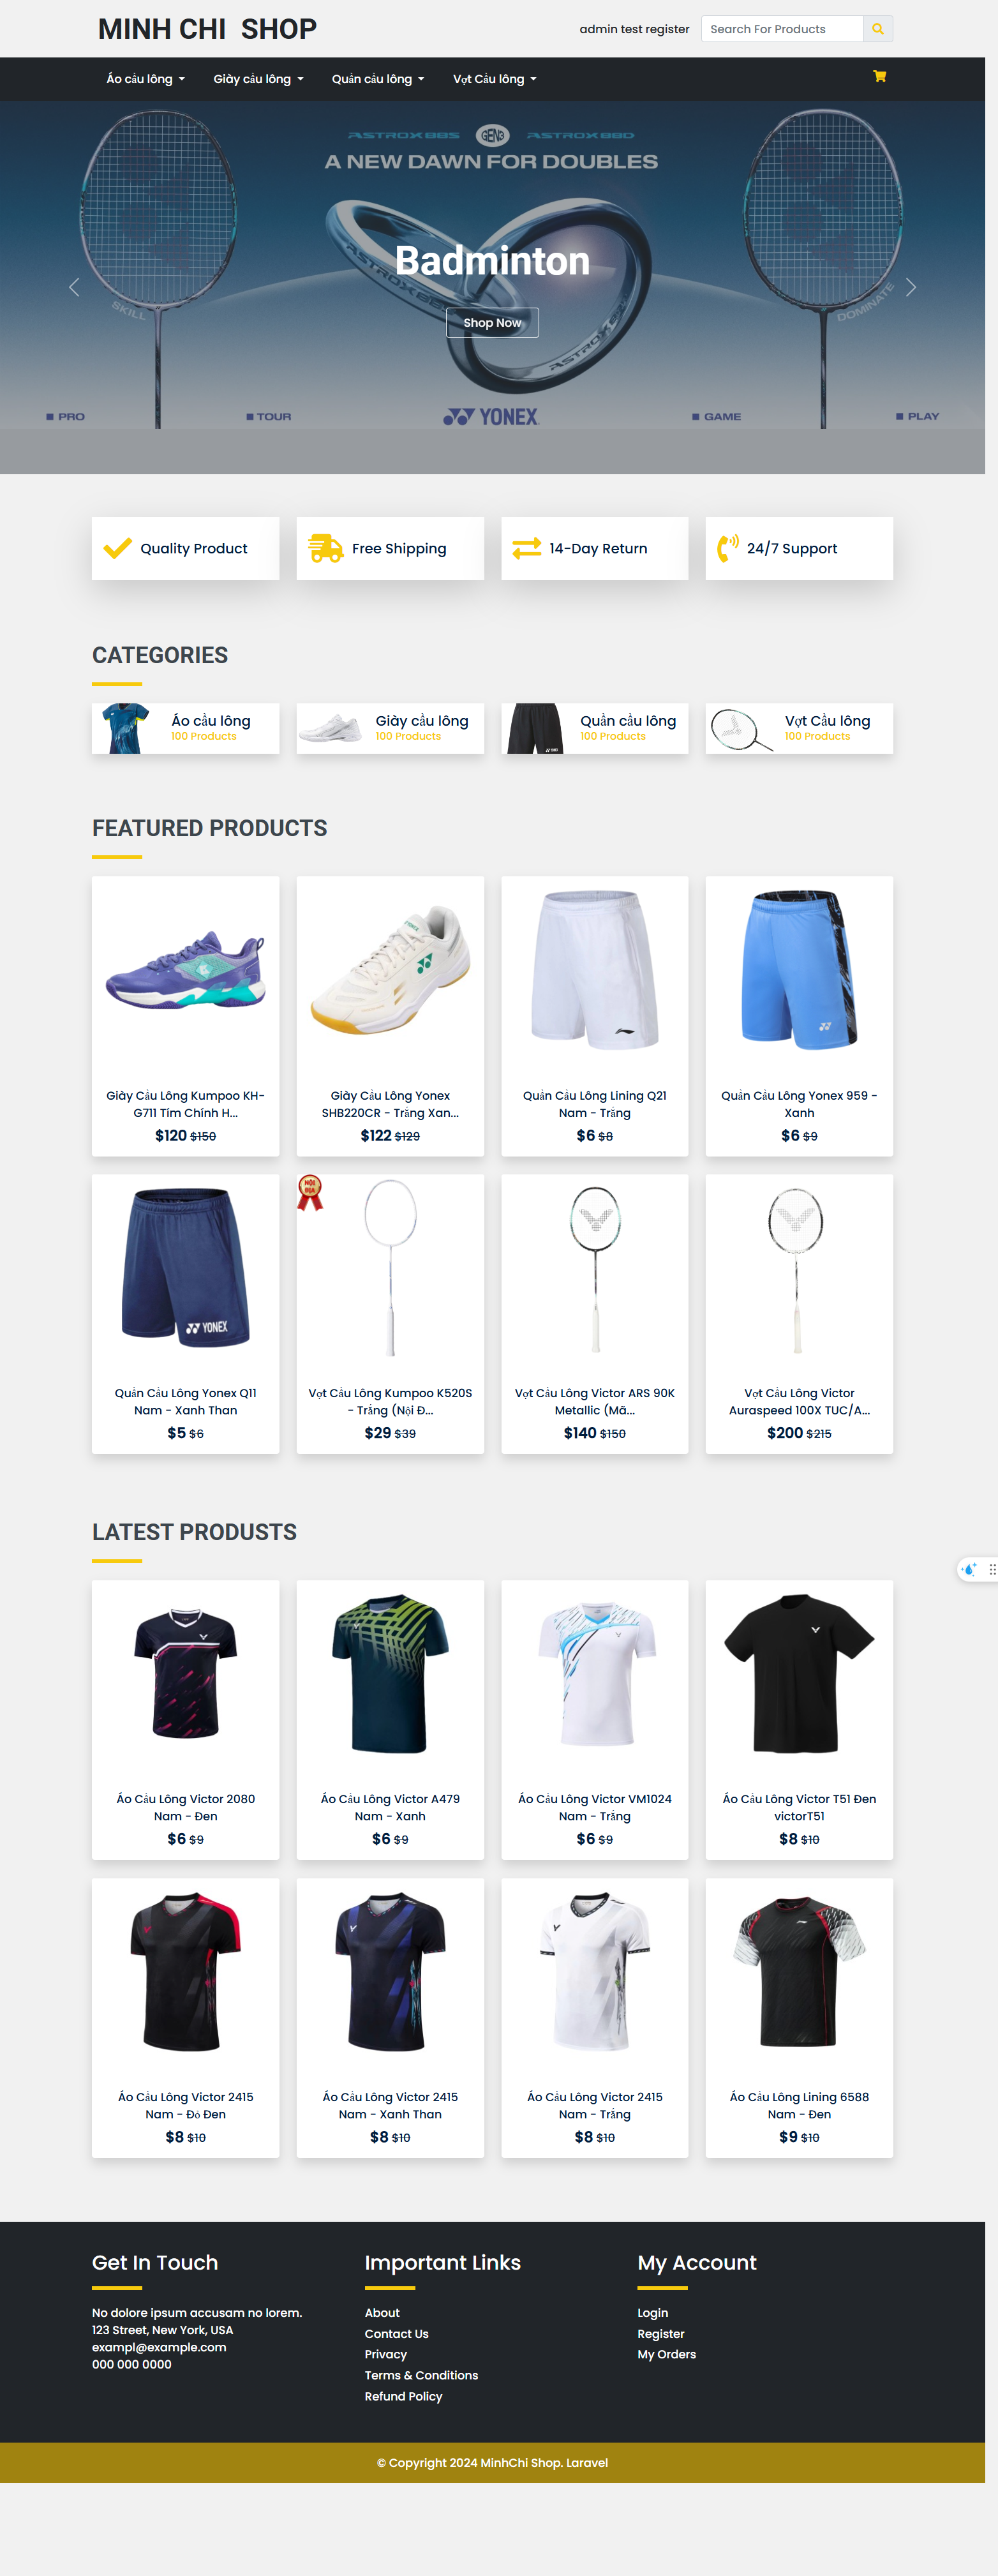 MINH CHI  SHOP
admin test register
Search For Products
Áo cầu lông
Giày cầu lông
Quần cầu lông
Vợt Cầu lông
ASTROX 88S GEN3 ASTROX 88D
A NEW DAWN FOR DOUBLES
ASTROX 88D
ASTROX
SKILL
DOMINATE
Badminton
Shop Now
PRO
TOUR
YONEX
GAME
PLAY
Quality Product
Free Shipping
14-Day Return
24/7 Support
CATEGORIES
Áo cầu lông
100 Products
Giày cầu lông
100 Products
Quần cầu lông
100 Products
Vợt Cầu lông
100 Products
FEATURED PRODUCTS
Giày Cầu Lông Kumpoo KH-
G711 Tím Chính H...
$120 $150
YONEX
Giày Cầu Lông Yonex
SHB220CR - Trắng Xan...
$122 $129
Quần Cầu Lông Lining Q21
Nam - Trắng
$6 $8
Quần Cầu Lông Yonex 959 -
Xanh
$6 $9
YONEX
Quần Cầu Lông Yonex Q11
Nam - Xanh Than
$5 $6
NỘI
ĐỊA
Vợt Cầu Lông Kumpoo K520S
- Trắng (Nội Đ...
$29 $39
Vợt Cầu Lông Victor ARS 90K
Metallic (Mã...
$140 $150
Vợt Cầu Lông Victor
Auraspeed 100X TUC/A...
$200 $215
LATEST PRODUSTS
Áo Cầu Lông Victor 2080
Nam - Đen
$6 $9
Áo Cầu Lông Victor A479
Nam - Xanh
$6 $9
Áo Cầu Lông Victor VM1024
Nam - Trắng
$6 $9
Áo Cầu Lông Victor T51 Đen
victorT51
$8 $10
Áo Cầu Lông Victor 2415
Nam - Đỏ Đen
$8 $10
Áo Cầu Lông Victor 2415
Nam - Xanh Than
$8 $10
Áo Cầu Lông Victor 2415
Nam - Trắng
$8 $10
Áo Cầu Lông Lining 6588
Nam - Đen
$9 $10
Get In Touch
No dolore ipsum accusam no lorem.
123 Street, New York, USA
exampl@example.com
000 000 0000
Important Links
About
Contact Us
Privacy
Terms & Conditions
Refund Policy
My Account
Login
Register
My Orders
© Copyright 2024 MinhChi Shop. Laravel